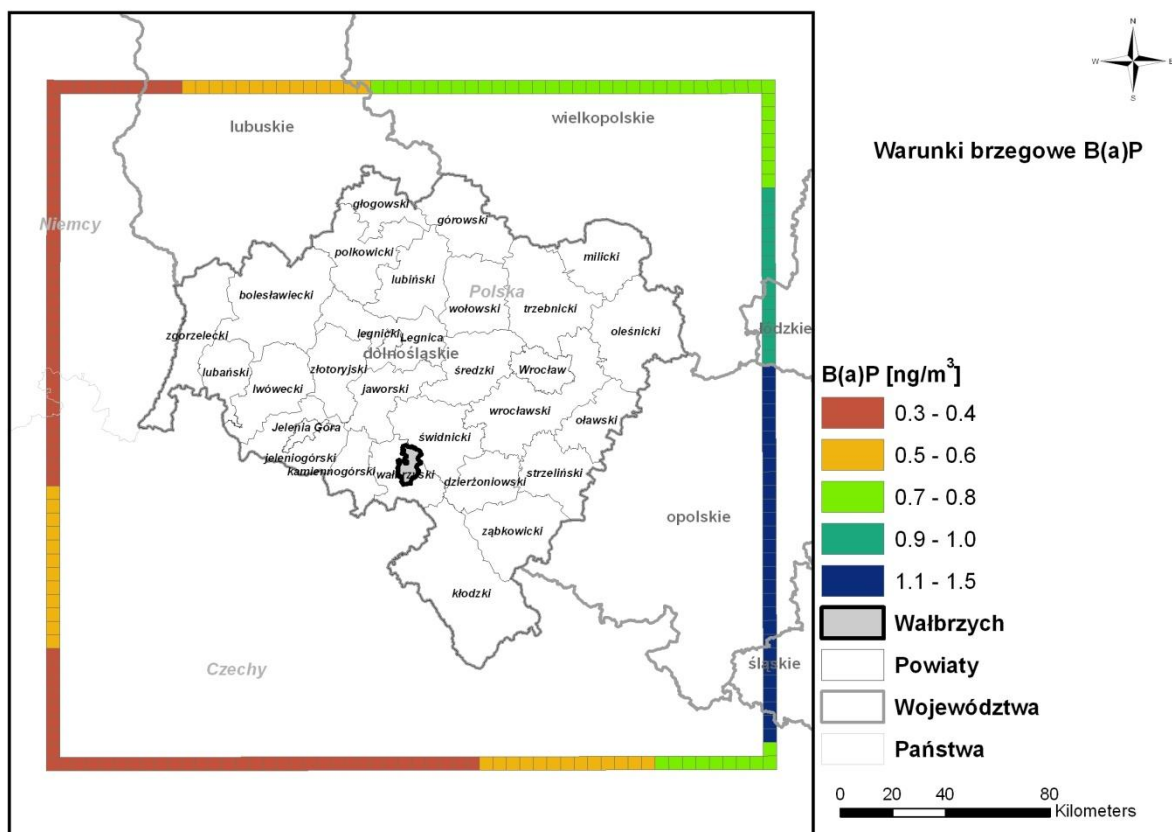 N
W E
S
Warunki brzegowe B(a)P
lubuskie
wielkopolskie
głogowski
górowski
Niemcy
polkowicki
milicki
lubiński
Polska
bolesławiecki
wołowski
trzebnicki
zgorzelecki
legnicki
Legnica
oleśnicki
łódzkie
dolnośląskie
lubański
złotoryjski
średzki
Wrocław
lwówecki
jaworski
wrocławski
oławski
Jelenia Góra
świdnicki
jeleniogórski
kamiennogórski
wałbrzyski
dzierżoniowski
strzeliński
opolskie
ząbkowicki
kłodzki
Czechy
śląskie
B(a)P [ng/m³]
0.3 - 0.4
0.5 - 0.6
0.7 - 0.8
0.9 - 1.0
1.1 - 1.5
Wałbrzych
Powiaty
Województwa
Państwa
0 20 40 80
Kilometers